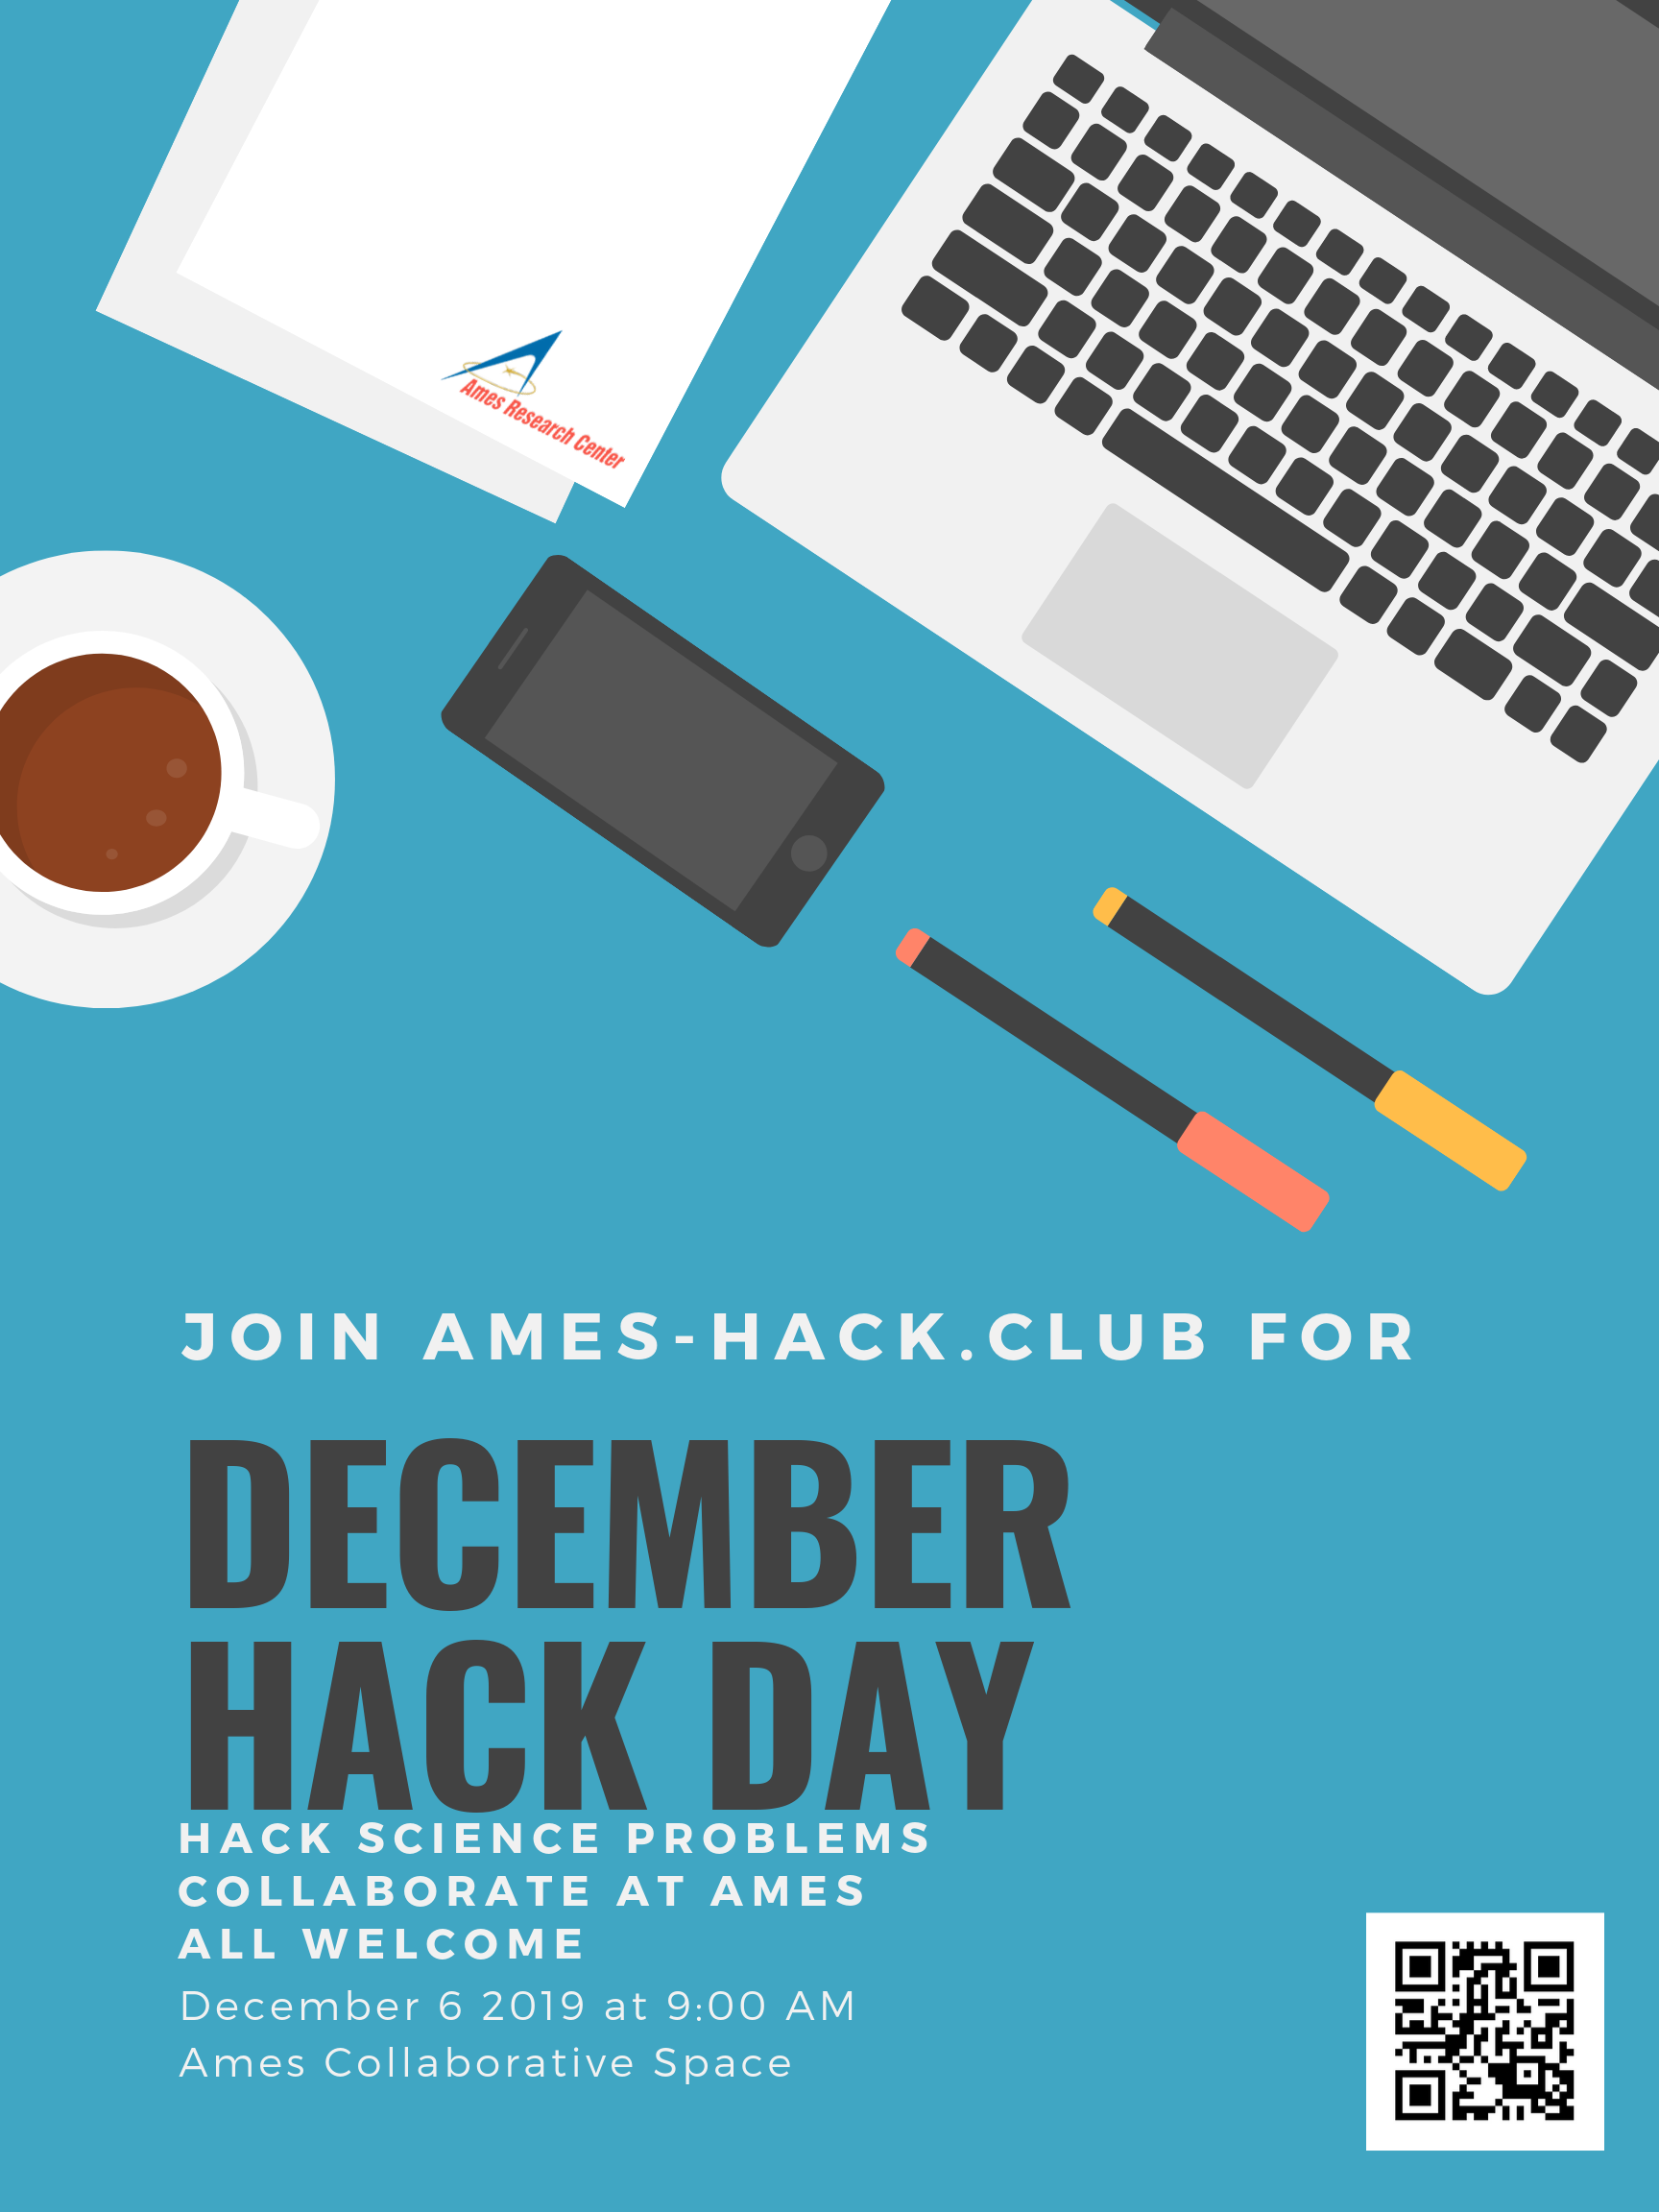 Ames Research Center
JOIN AMES-HACK.CLUB FOR
DECEMBER
HACK DAY
HACK SCIENCE PROBLEMS
COLLABORATE AT AMES
ALL WELCOME
December 6 2019 at 9:00 AM
Ames Collaborative Space